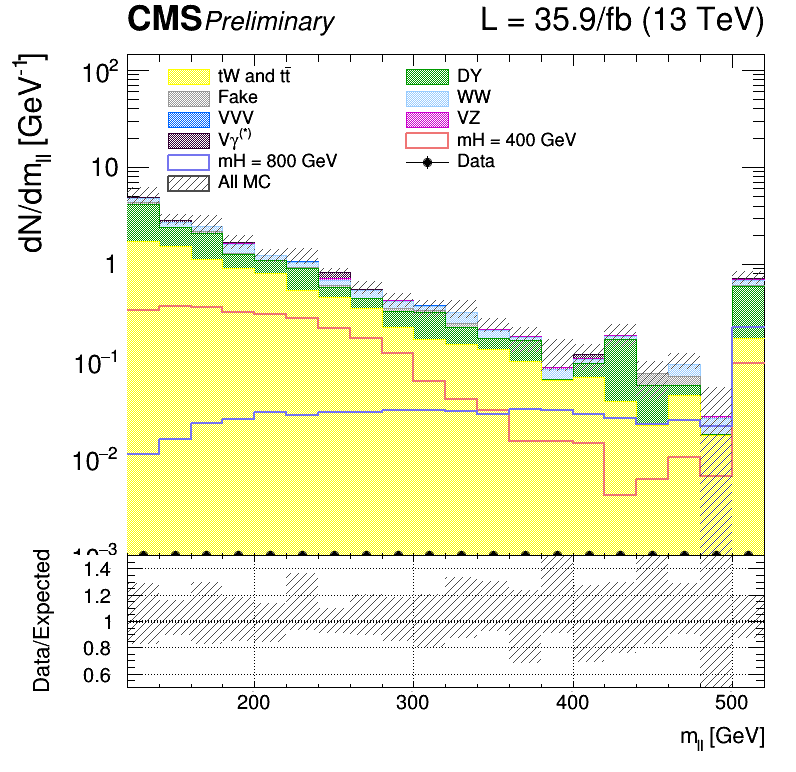 CMS Preliminary L = 35.9/fb (13 TeV)
dN/dm_ll [GeV⁻¹]
10²
10
1
10⁻¹
10⁻²
10⁻³
tW and tt̄
DY
Fake
WW
VVV
VZ
Vγ⁽*⁾
mH = 400 GeV
mH = 800 GeV
Data
All MC
Data/Expected
1.4
1.2
1
0.8
0.6
200 300 400 500
m_ll [GeV]